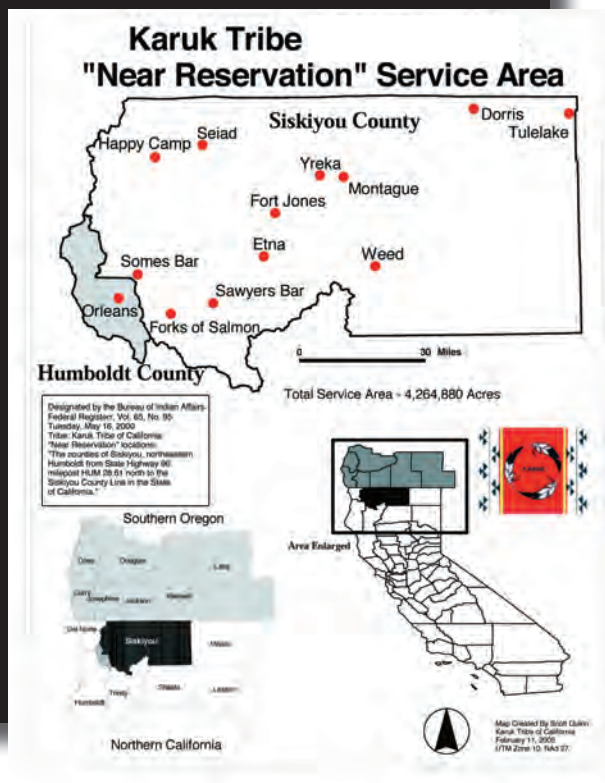 Karuk Tribe
"Near Reservation" Service Area
Siskiyou County
Dorris
Tulelake
Happy Camp
Seiad
Yreka
Montague
Fort Jones
Etna
Weed
Somes Bar
Sawyers Bar
Orleans
Forks of Salmon
0 30 Miles
Humboldt County
Total Service Area - 4,264,880 Acres
Designated by the Bureau of Indian Affairs
Federal Registerr, Vol. 65, No. 95
Tuesday, May 16, 2000
Tribe: Karuk Tribe of California
"Near Reservation" locations:
"The counties of Siskiyou, northeastern
Humboldt from State Highway 96
milepost HUM 28.61 north to the
Siskiyou County Line in the State
of California."
KARUK
Area Enlarged
Southern Oregon
Coos
Douglas
Lake
Curry
Josephine
Jackson
Klamath
Del Norte
Siskiyou
Modoc
Humboldt
Trinity
Shasta
Lassen
Northern California
Map Created By Scott Quinn
Karuk Tribe of California
February 11, 2005
UTM Zone 10, NAd 27